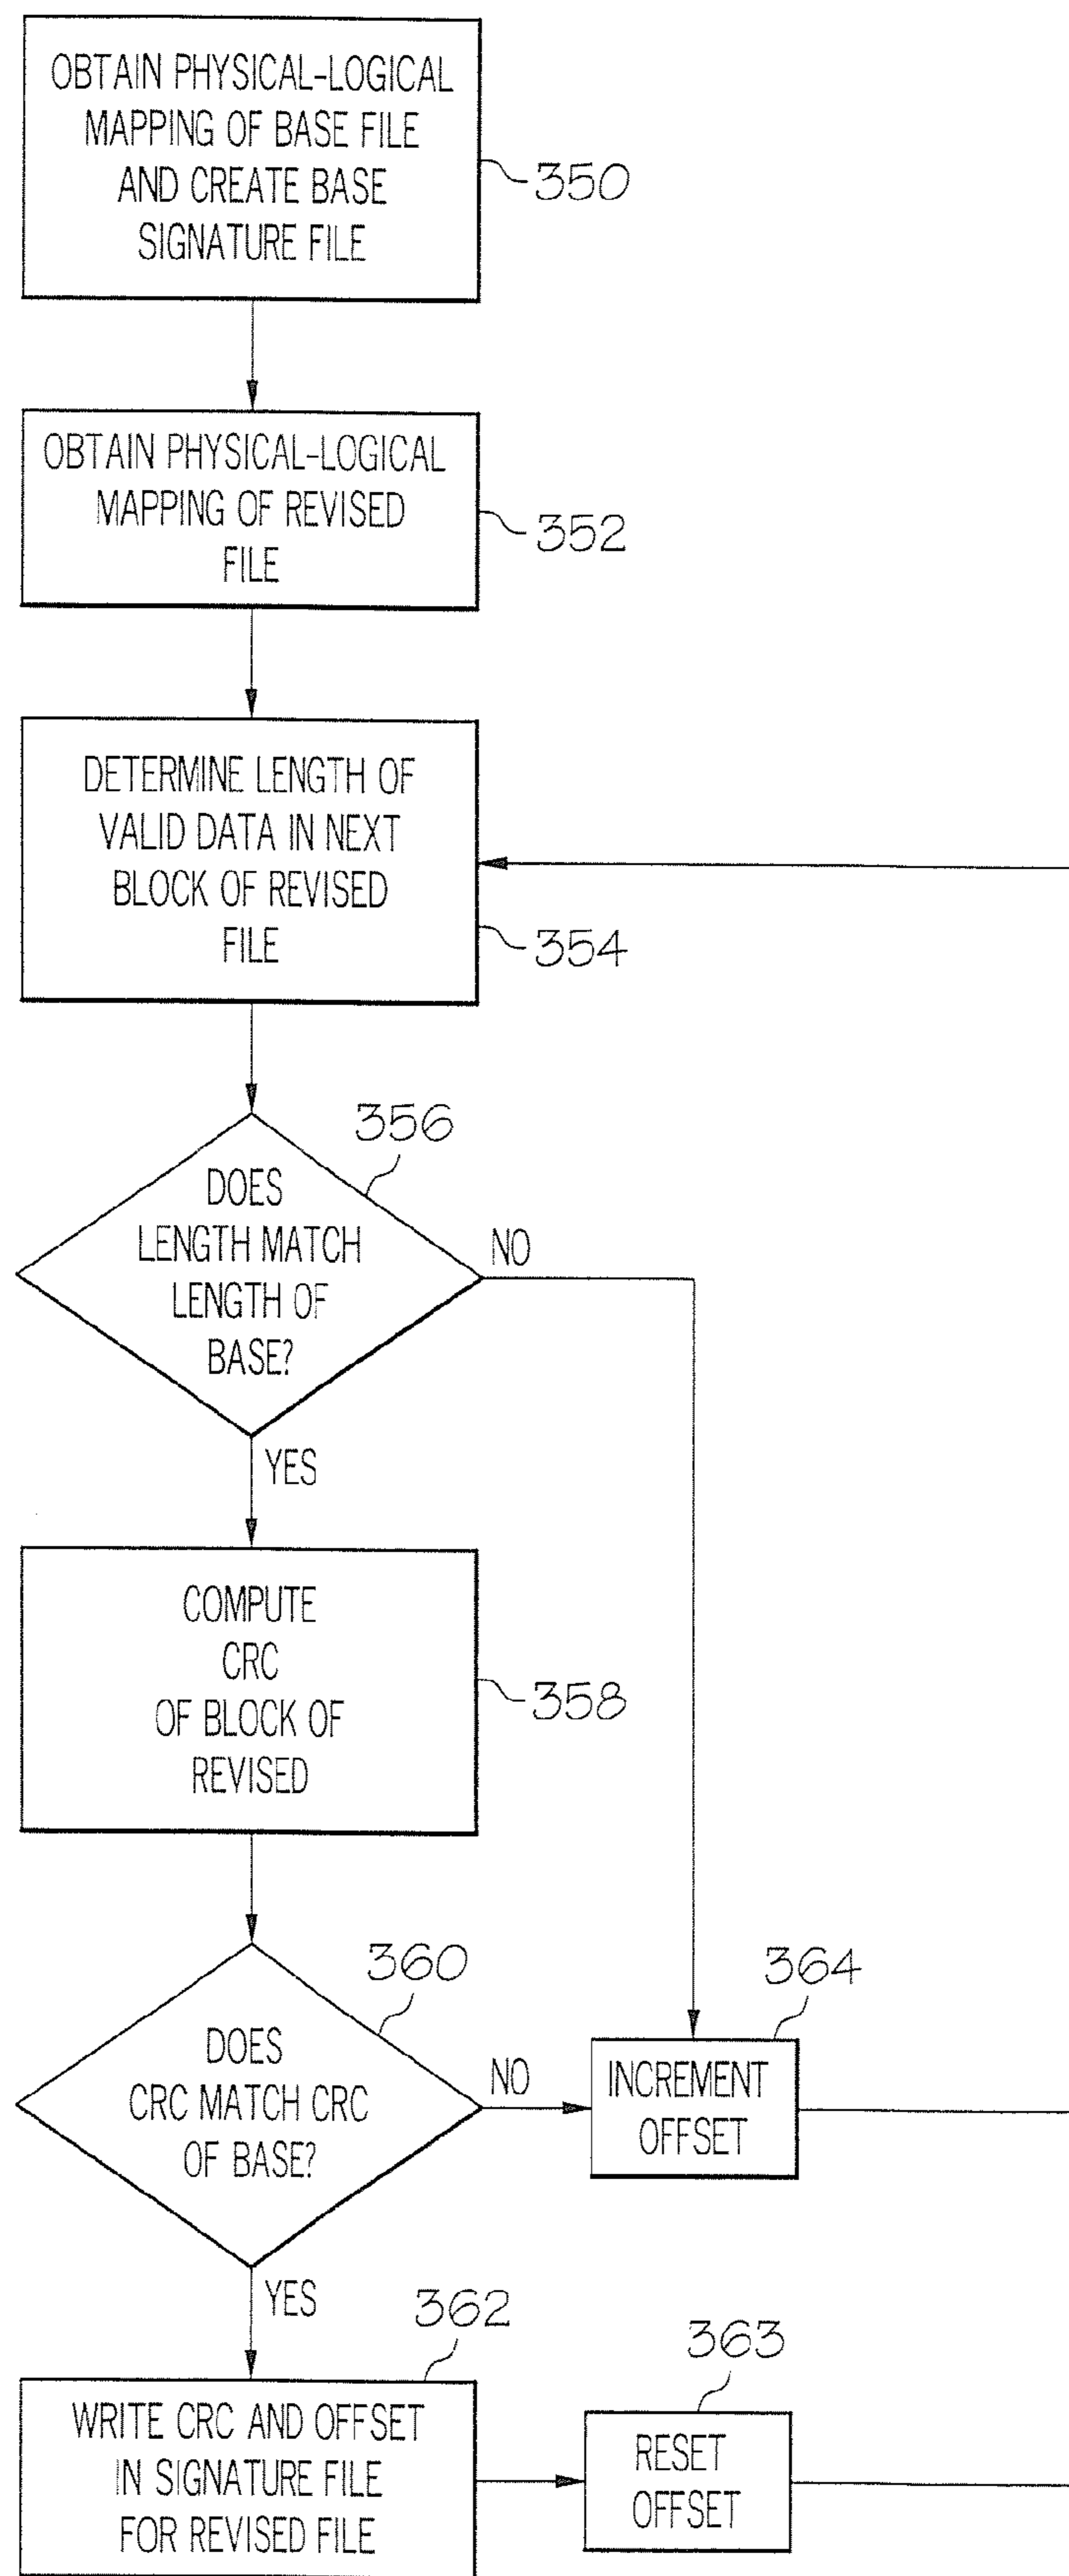 OBTAIN PHYSICAL-LOGICAL
MAPPING OF BASE FILE
AND CREATE BASE
SIGNATURE FILE
350
OBTAIN PHYSICAL-LOGICAL
MAPPING OF REVISED
FILE
352
DETERMINE LENGTH OF
VALID DATA IN NEXT
BLOCK OF REVISED
FILE
354
356
DOES
LENGTH MATCH
LENGTH OF
BASE?
NO
YES
COMPUTE
CRC
OF BLOCK OF
REVISED
358
360
DOES
CRC MATCH CRC
OF BASE?
NO
364
INCREMENT
OFFSET
YES
362
WRITE CRC AND OFFSET
IN SIGNATURE FILE
FOR REVISED FILE
363
RESET
OFFSET